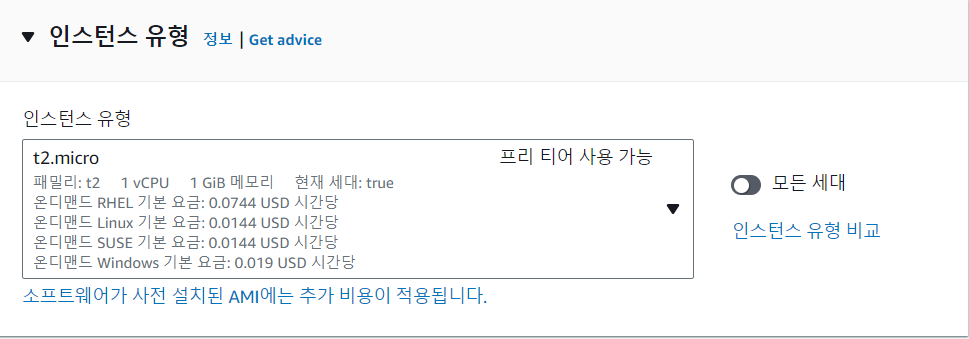 인스턴스 유형 정보 | Get advice
인스턴스 유형
t2.micro 프리 티어 사용 가능
패밀리: t2 1 vCPU 1 GiB 메모리 현재 세대: true
온디맨드 RHEL 기본 요금: 0.0744 USD 시간당
온디맨드 Linux 기본 요금: 0.0144 USD 시간당
온디맨드 SUSE 기본 요금: 0.0144 USD 시간당
온디맨드 Windows 기본 요금: 0.019 USD 시간당
모든 세대
인스턴스 유형 비교
소프트웨어가 사전 설치된 AMI에는 추가 비용이 적용됩니다.